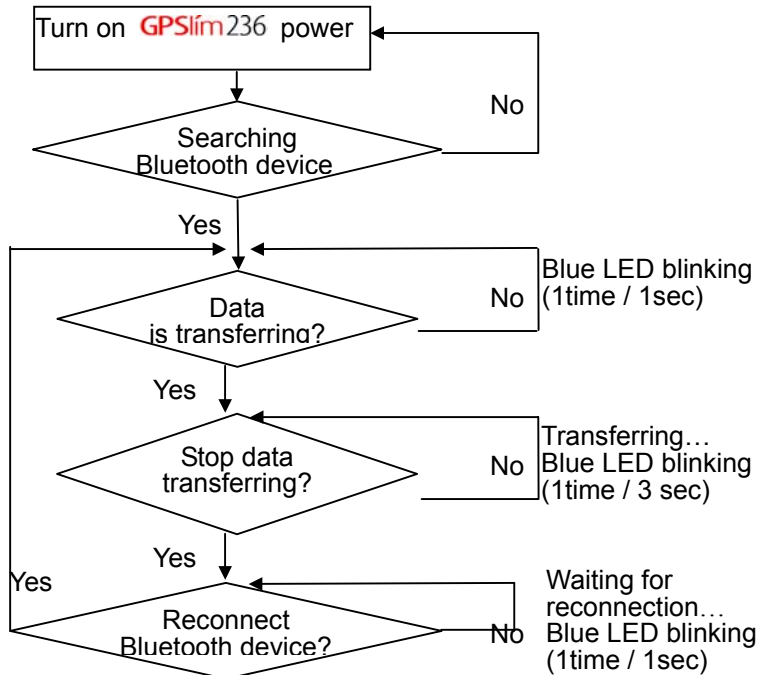 Turn on GPSlím236 power
No
Searching
Bluetooth device
Yes
Blue LED blinking
(1time / 1sec)
No
Data
is transferring?
Yes
Transferring…
Blue LED blinking
(1time / 3 sec)
No
Stop data
transferring?
Yes
Yes
Waiting for
reconnection…
Blue LED blinking
(1time / 1sec)
No
Reconnect
Bluetooth device?